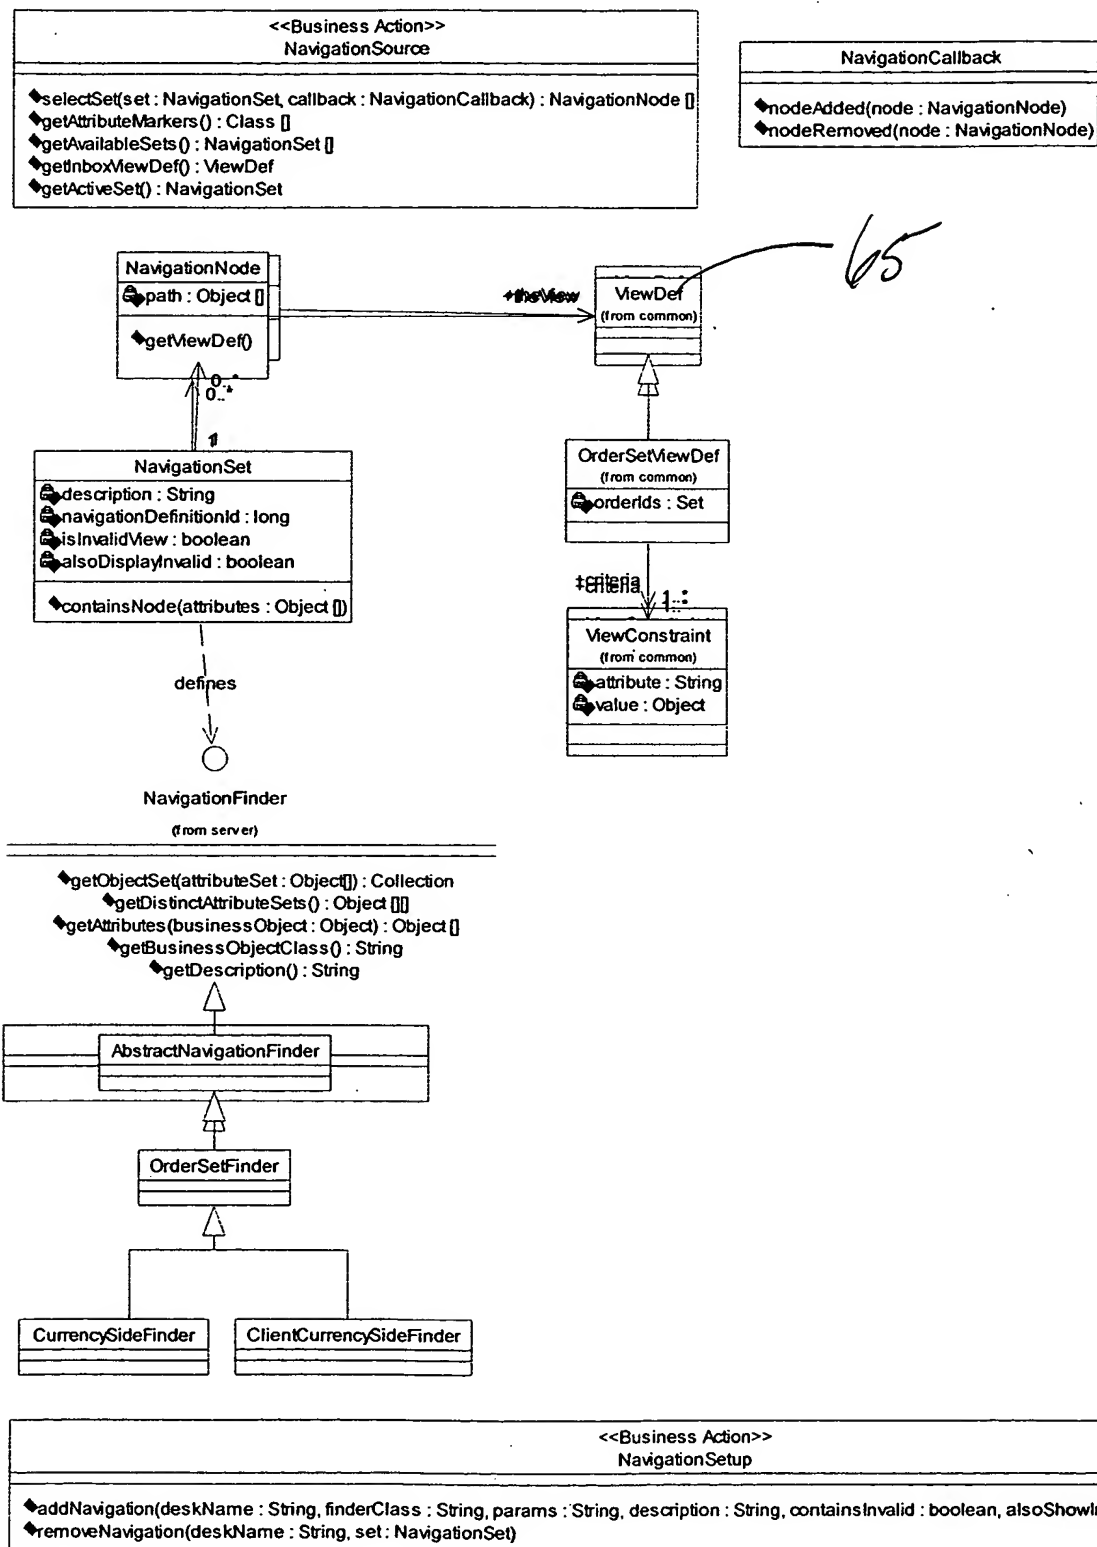 <<Business Action>>
NavigationSource
selectSet(set : NavigationSet, callback : NavigationCallback) : NavigationNode []
getAttributeMarkers() : Class []
getAvailableSets() : NavigationSet []
getInboxViewDef() : ViewDef
getActiveSet() : NavigationSet
NavigationCallback
nodeAdded(node : NavigationNode)
nodeRemoved(node : NavigationNode)
65
NavigationNode
path : Object []
getViewDef()
+theView
ViewDef
(from common)
0..*
0..*
1
NavigationSet
description : String
navigationDefinitionId : long
isInvalidView : boolean
alsoDisplayInvalid : boolean
containsNode(attributes : Object [])
OrderSetViewDef
(from common)
orderIds : Set
+criteria
+criteria
1..*
ViewConstraint
(from common)
attribute : String
value : Object
defines
NavigationFinder
(from server)
getObjectSet(attributeSet : Object[]) : Collection
getDistinctAttributeSets() : Object [][]
getAttributes(businessObject : Object) : Object []
getBusinessObjectClass() : String
getDescription() : String
AbstractNavigationFinder
OrderSetFinder
CurrencySideFinder
ClientCurrencySideFinder
<<Business Action>>
NavigationSetup
addNavigation(deskName : String, finderClass : String, params : String, description : String, containsInvalid : boolean, alsoShowIn
removeNavigation(deskName : String, set : NavigationSet)